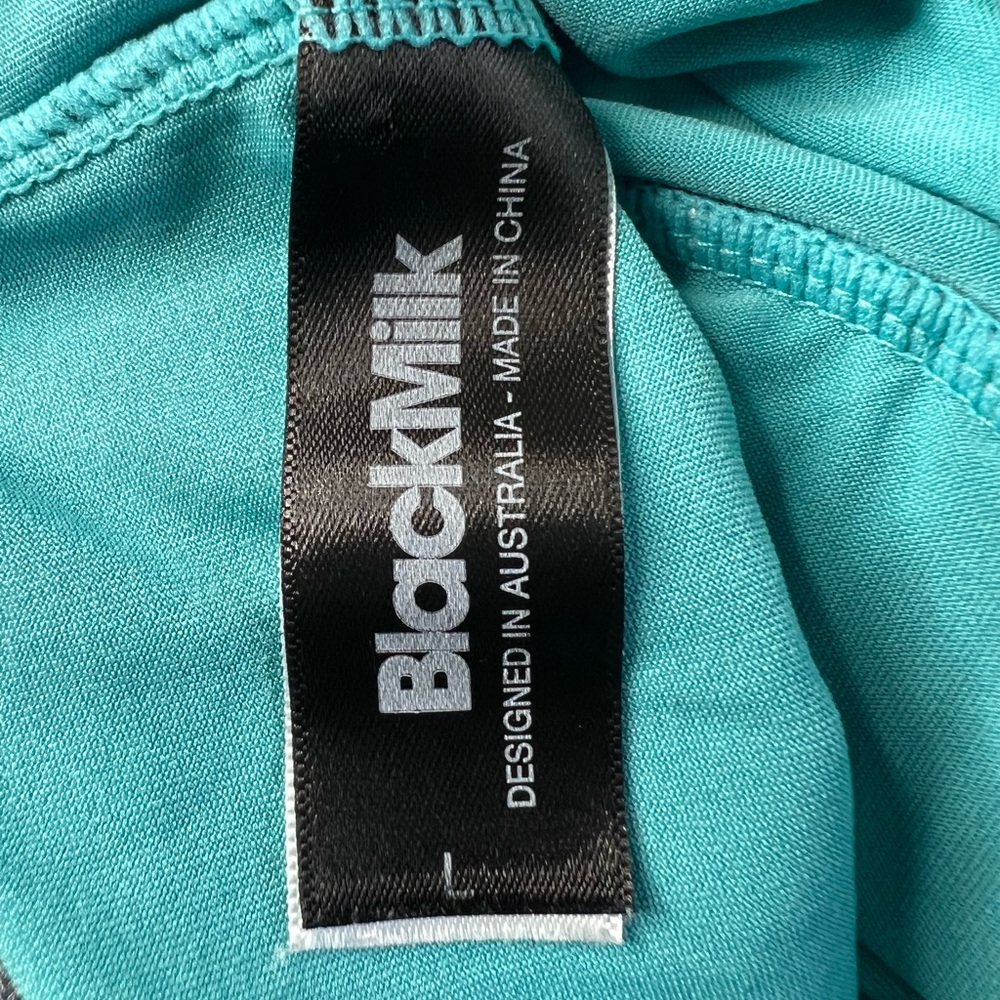 BlackMilk
DESIGNED IN AUSTRALIA - MADE IN CHINA
L